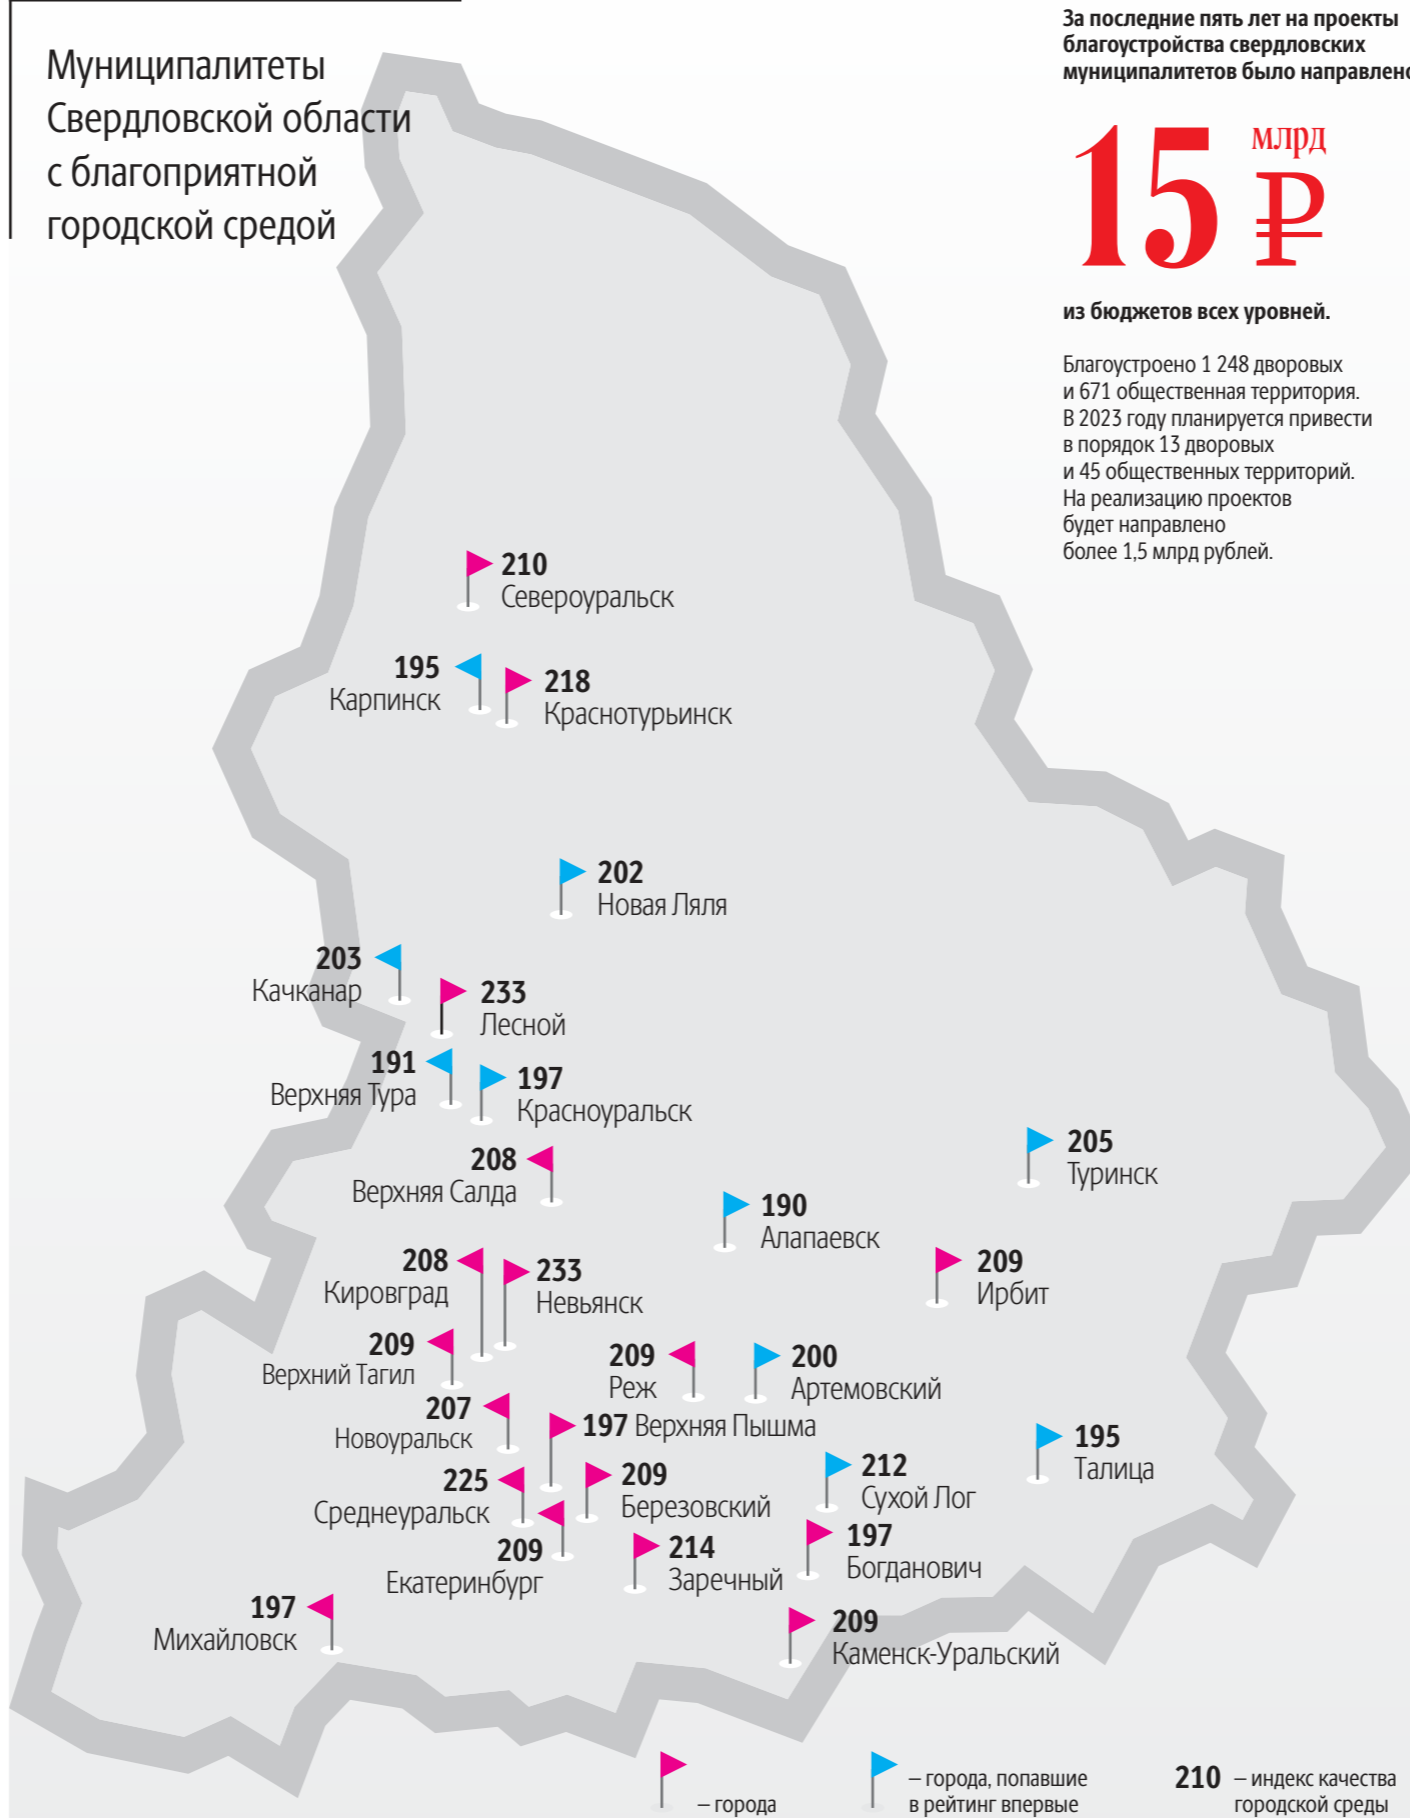 Муниципалитеты
Свердловской области
с благоприятной
городской средой
За последние пять лет на проекты
благоустройства свердловских
муниципалитетов было направлено
15 млрд ₽
из бюджетов всех уровней.
Благоустроено 1 248 дворовых
и 671 общественная территория.
В 2023 году планируется привести
в порядок 13 дворовых
и 45 общественных территорий.
На реализацию проектов
будет направлено
более 1,5 млрд рублей.
210
Североуральск
195
Карпинск
218
Краснотурьинск
202
Новая Ляля
203
Качканар
233
Лесной
191
Верхняя Тура
197
Красноуральск
208
Верхняя Салда
205
Туринск
190
Алапаевск
208
Кировград
233
Невьянск
209
Ирбит
209
Верхний Тагил
209
Реж
200
Артемовский
207
Новоуральск
197 Верхняя Пышма
195
Талица
225
Среднеуральск
209
Березовский
212
Сухой Лог
209
Екатеринбург
214
Заречный
197
Богданович
197
Михайловск
209
Каменск-Уральский
– города
– города, попавшие
в рейтинг впервые
210 – индекс качества
городской среды